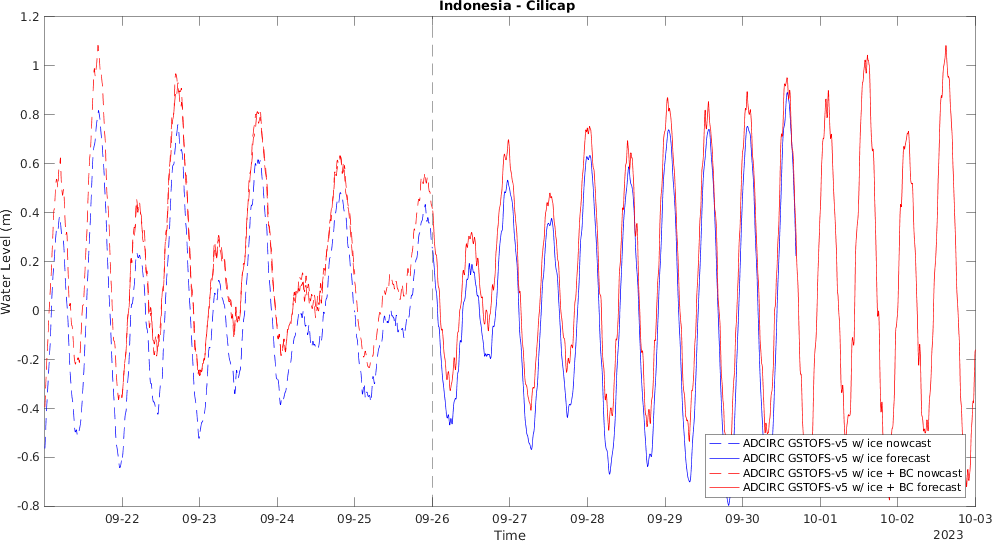 Indonesia - Cilicap
Water Level (m)
1.2
1
0.8
0.6
0.4
0.2
0
-0.2
-0.4
-0.6
-0.8
ADCIRC GSTOFS-v5 w/ ice nowcast
ADCIRC GSTOFS-v5 w/ ice forecast
ADCIRC GSTOFS-v5 w/ ice + BC nowcast
ADCIRC GSTOFS-v5 w/ ice + BC forecast
09-22 09-23 09-24 09-25 09-26 09-27 09-28 09-29 09-30 10-01 10-02 10-03
Time
2023